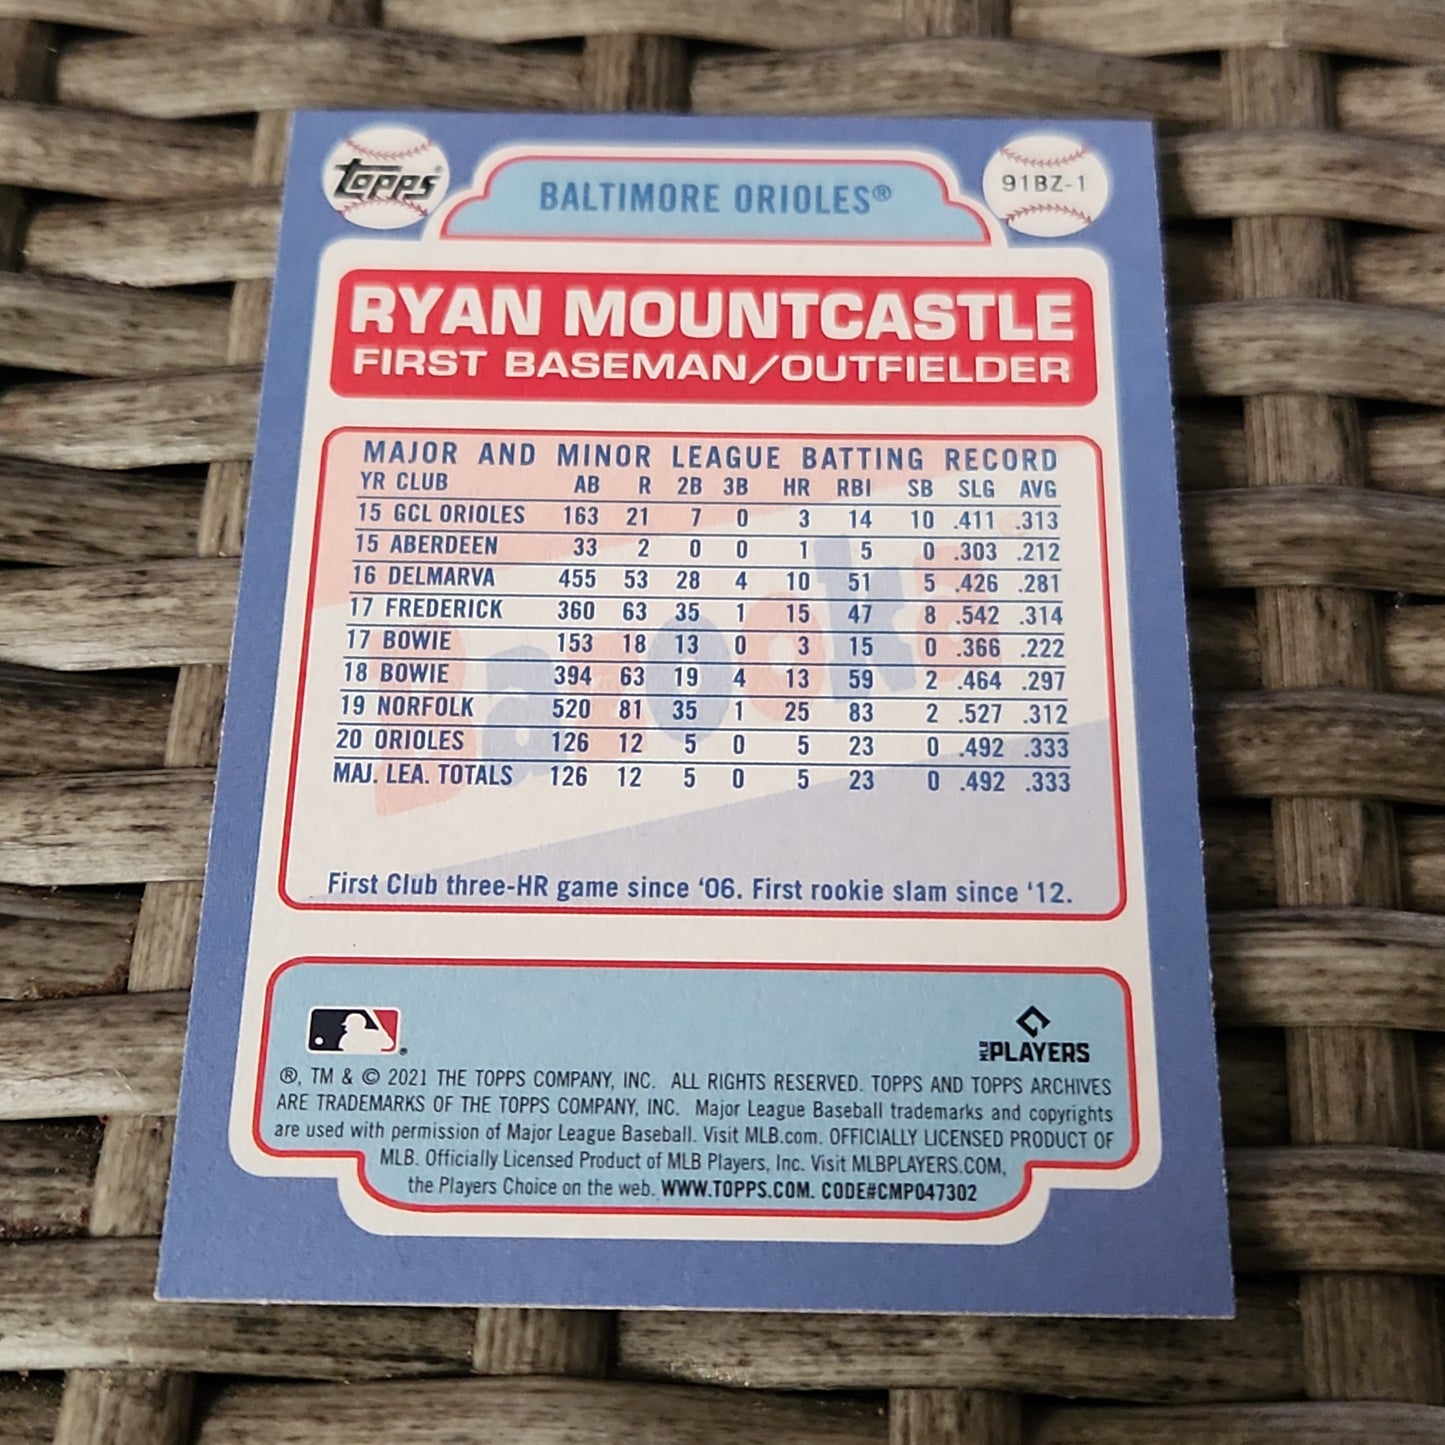 topps
BALTIMORE ORIOLES®
91BZ-1
RYAN MOUNTCASTLE
FIRST BASEMAN/OUTFIELDER
MAJOR AND MINOR LEAGUE BATTING RECORD
YR CLUB AB R 2B 3B HR RBI SB SLG AVG
15 GCL ORIOLES 163 21 7 0 3 14 10 .411 .313
15 ABERDEEN 33 2 0 0 1 5 0 .303 .212
16 DELMARVA 455 53 28 4 10 51 5 .426 .281
17 FREDERICK 360 63 35 1 15 47 8 .542 .314
17 BOWIE 153 18 13 0 3 15 0 .366 .222
18 BOWIE 394 63 19 4 13 59 2 .464 .297
19 NORFOLK 520 81 35 1 25 83 2 .527 .312
20 ORIOLES 126 12 5 0 5 23 0 .492 .333
MAJ. LEA. TOTALS 126 12 5 0 5 23 0 .492 .333
Bazooka
First Club three-HR game since ‘06. First rookie slam since ‘12.
MLB PLAYERS
®, TM & © 2021 THE TOPPS COMPANY, INC. ALL RIGHTS RESERVED. TOPPS AND TOPPS ARCHIVES
ARE TRADEMARKS OF THE TOPPS COMPANY, INC. Major League Baseball trademarks and copyrights
are used with permission of Major League Baseball. Visit MLB.com. OFFICIALLY LICENSED PRODUCT OF
MLB. Officially Licensed Product of MLB Players, Inc. Visit MLBPLAYERS.COM,
the Players Choice on the web. WWW.TOPPS.COM. CODE#CMP047302